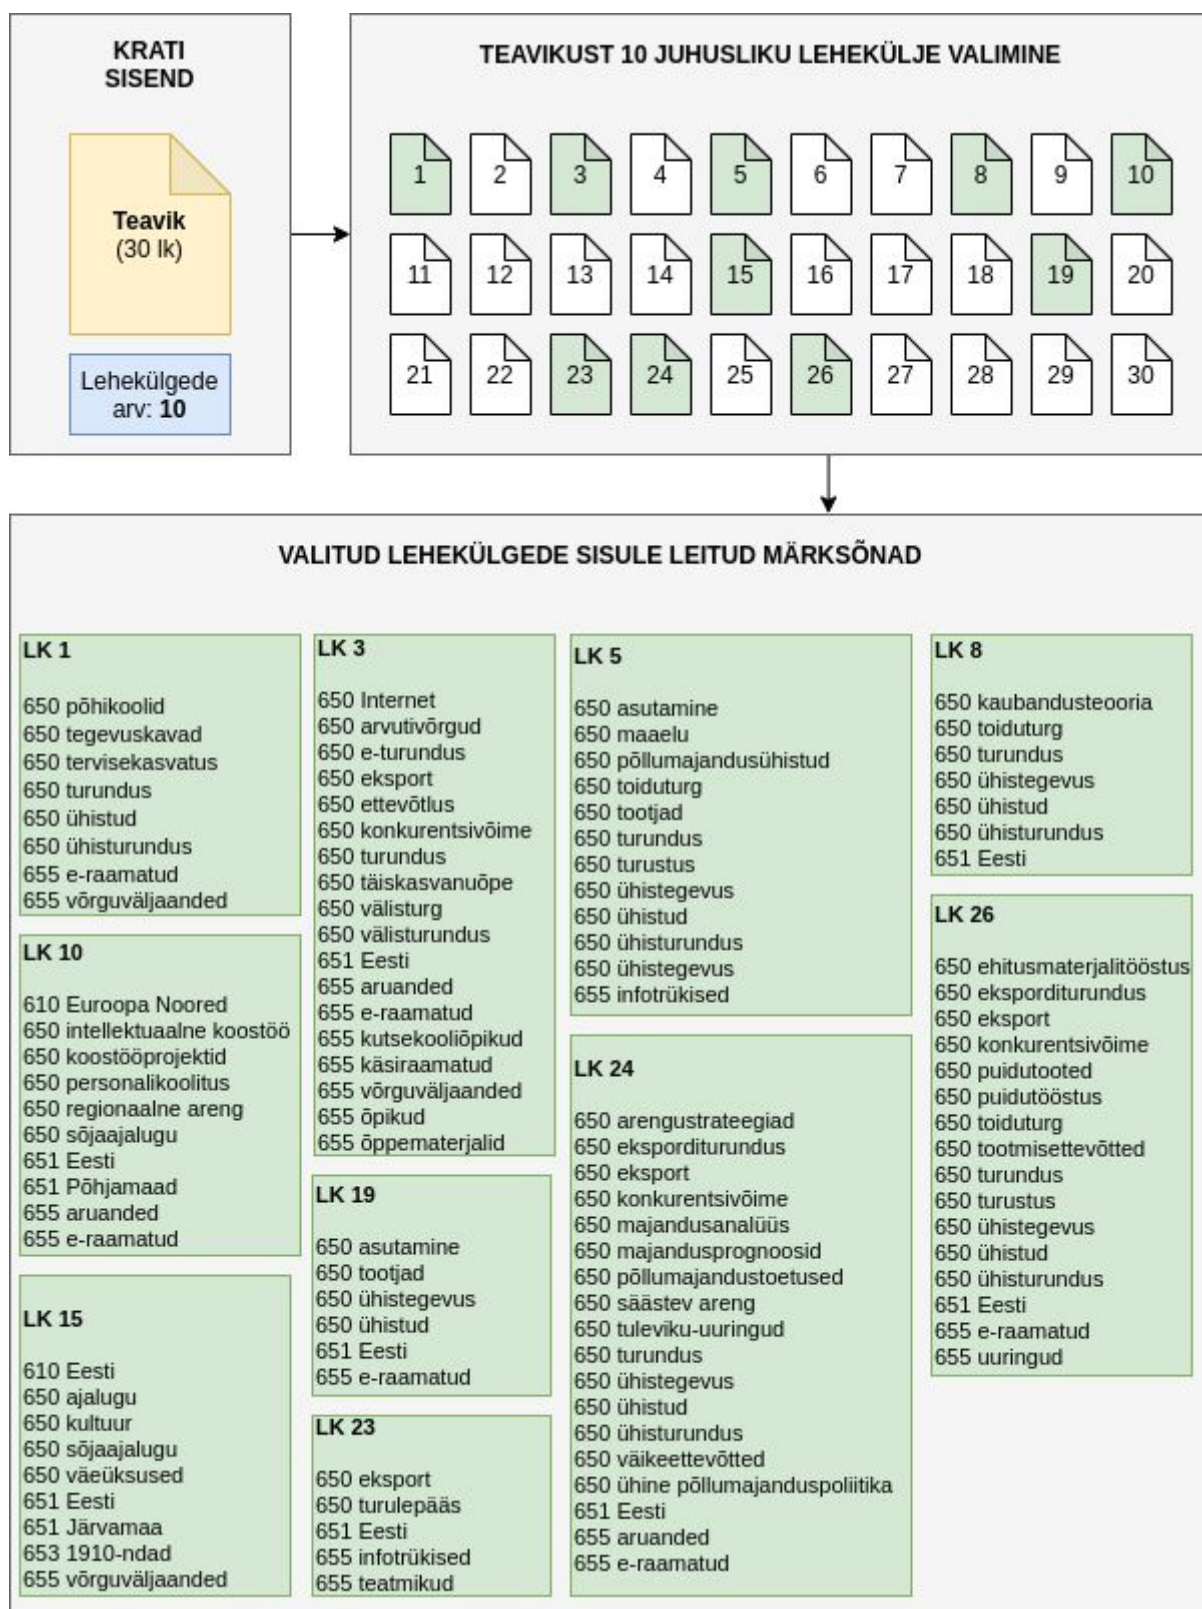 KRATI
SISEND
Teavik
(30 lk)
Lehekülgede
arv: 10
TEAVIKUST 10 JUHUSLIKU LEHEKÜLJE VALIMINE
1 2 3 4 5 6 7 8 9 10
11 12 13 14 15 16 17 18 19 20
21 22 23 24 25 26 27 28 29 30
VALITUD LEHEKÜLGEDE SISULE LEITUD MÄRKSÕNAD
LK 1
650 põhikoolid
650 tegevuskavad
650 tervisekasvatus
650 turundus
650 ühistud
650 ühisturundus
655 e-raamatud
655 võrguväljaanded
LK 3
650 Internet
650 arvutivõrgud
650 e-turundus
650 eksport
650 ettevõtlus
650 konkurentsivõime
650 turundus
650 täiskasvanuõpe
650 välisturg
650 välisturundus
651 Eesti
655 aruanded
655 e-raamatud
655 kutsekooliõpikud
655 käsiraamatud
655 võrguväljaanded
655 õpikud
655 õppematerjalid
LK 5
650 asutamine
650 maaelu
650 põllumajandusühistud
650 toiduturg
650 tootjad
650 turundus
650 turustus
650 ühistegevus
650 ühistud
650 ühisturundus
650 ühistegevus
655 infotrükised
LK 8
650 kaubandusteooria
650 toiduturg
650 turundus
650 ühistegevus
650 ühistud
650 ühisturundus
651 Eesti
LK 10
610 Euroopa Noored
650 intellektuaalne koostöö
650 koostööprojektid
650 personalikoolitus
650 regionaalne areng
650 sõjaajalugu
651 Eesti
651 Põhjamaad
655 aruanded
655 e-raamatud
LK 15
610 Eesti
650 ajalugu
650 kultuur
650 sõjaajalugu
650 väeüksused
651 Eesti
651 Järvamaa
653 1910-ndad
655 võrguväljaanded
LK 19
650 asutamine
650 tootjad
650 ühistegevus
650 ühistud
651 Eesti
655 e-raamatud
LK 23
650 eksport
650 turulepääs
651 Eesti
655 infotrükised
655 teatmikud
LK 24
650 arengustrateegiad
650 eksporditurundus
650 eksport
650 konkurentsivõime
650 majandusanalüüs
650 majandusprognoosid
650 põllumajandustoetused
650 säästev areng
650 tuleviku-uuringud
650 turundus
650 ühistegevus
650 ühistud
650 ühisturundus
650 väikeettevõtted
650 ühine põllumajanduspoliitika
651 Eesti
655 aruanded
655 e-raamatud
LK 26
650 ehitusmaterjalitööstus
650 eksporditurundus
650 eksport
650 konkurentsivõime
650 puidutooted
650 puidutööstus
650 toiduturg
650 tootmisettevõtted
650 turundus
650 turustus
650 ühistegevus
650 ühistud
650 ühisturundus
651 Eesti
655 e-raamatud
655 uuringud